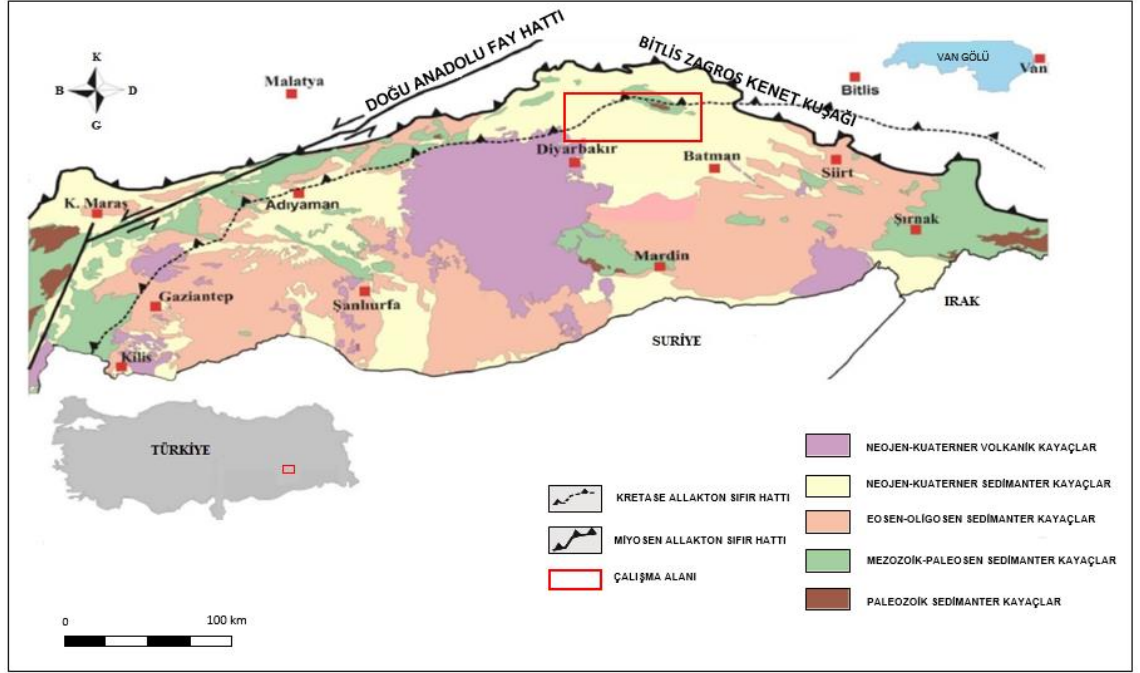 DOĞU ANADOLU FAY HATTI
BİTLİS ZAGROS KENET KUŞAĞI
VAN GÖLÜ
Van
K
B
D
G
Malatya
Bitlis
Diyarbakır
Batman
Siirt
K. Maraş
Adıyaman
Şırnak
Mardin
Gaziantep
Şanlıurfa
IRAK
SURİYE
Kilis
TÜRKİYE
NEOJEN-KUATERNER VOLKANİK KAYAÇLAR
NEOJEN-KUATERNER SEDİMANTER KAYAÇLAR
KRETASE ALLAKTON SIFIR HATTI
EOSEN-OLİGOSEN SEDİMANTER KAYAÇLAR
MİYOSEN ALLAKTON SIFIR HATTI
MEZOZOİK-PALEOSEN SEDİMANTER KAYAÇLAR
ÇALIŞMA ALANI
PALEOZOİK SEDİMANTER KAYAÇLAR
0
100 km